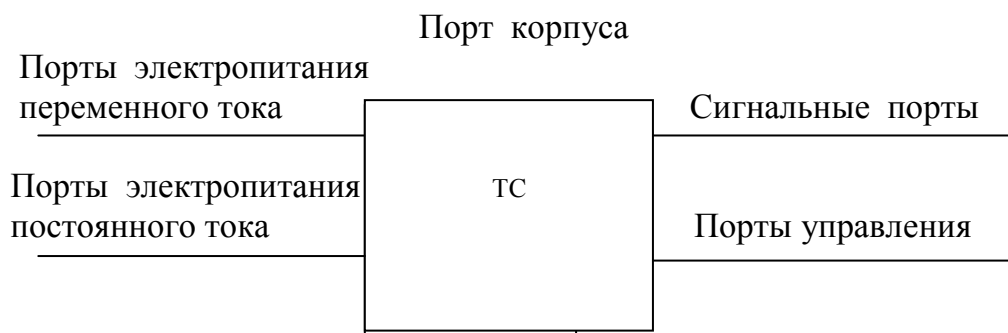 Порт корпуса
Порты электропитания
переменного тока
Сигнальные порты
Порты электропитания
постоянного тока
ТС
Порты управления